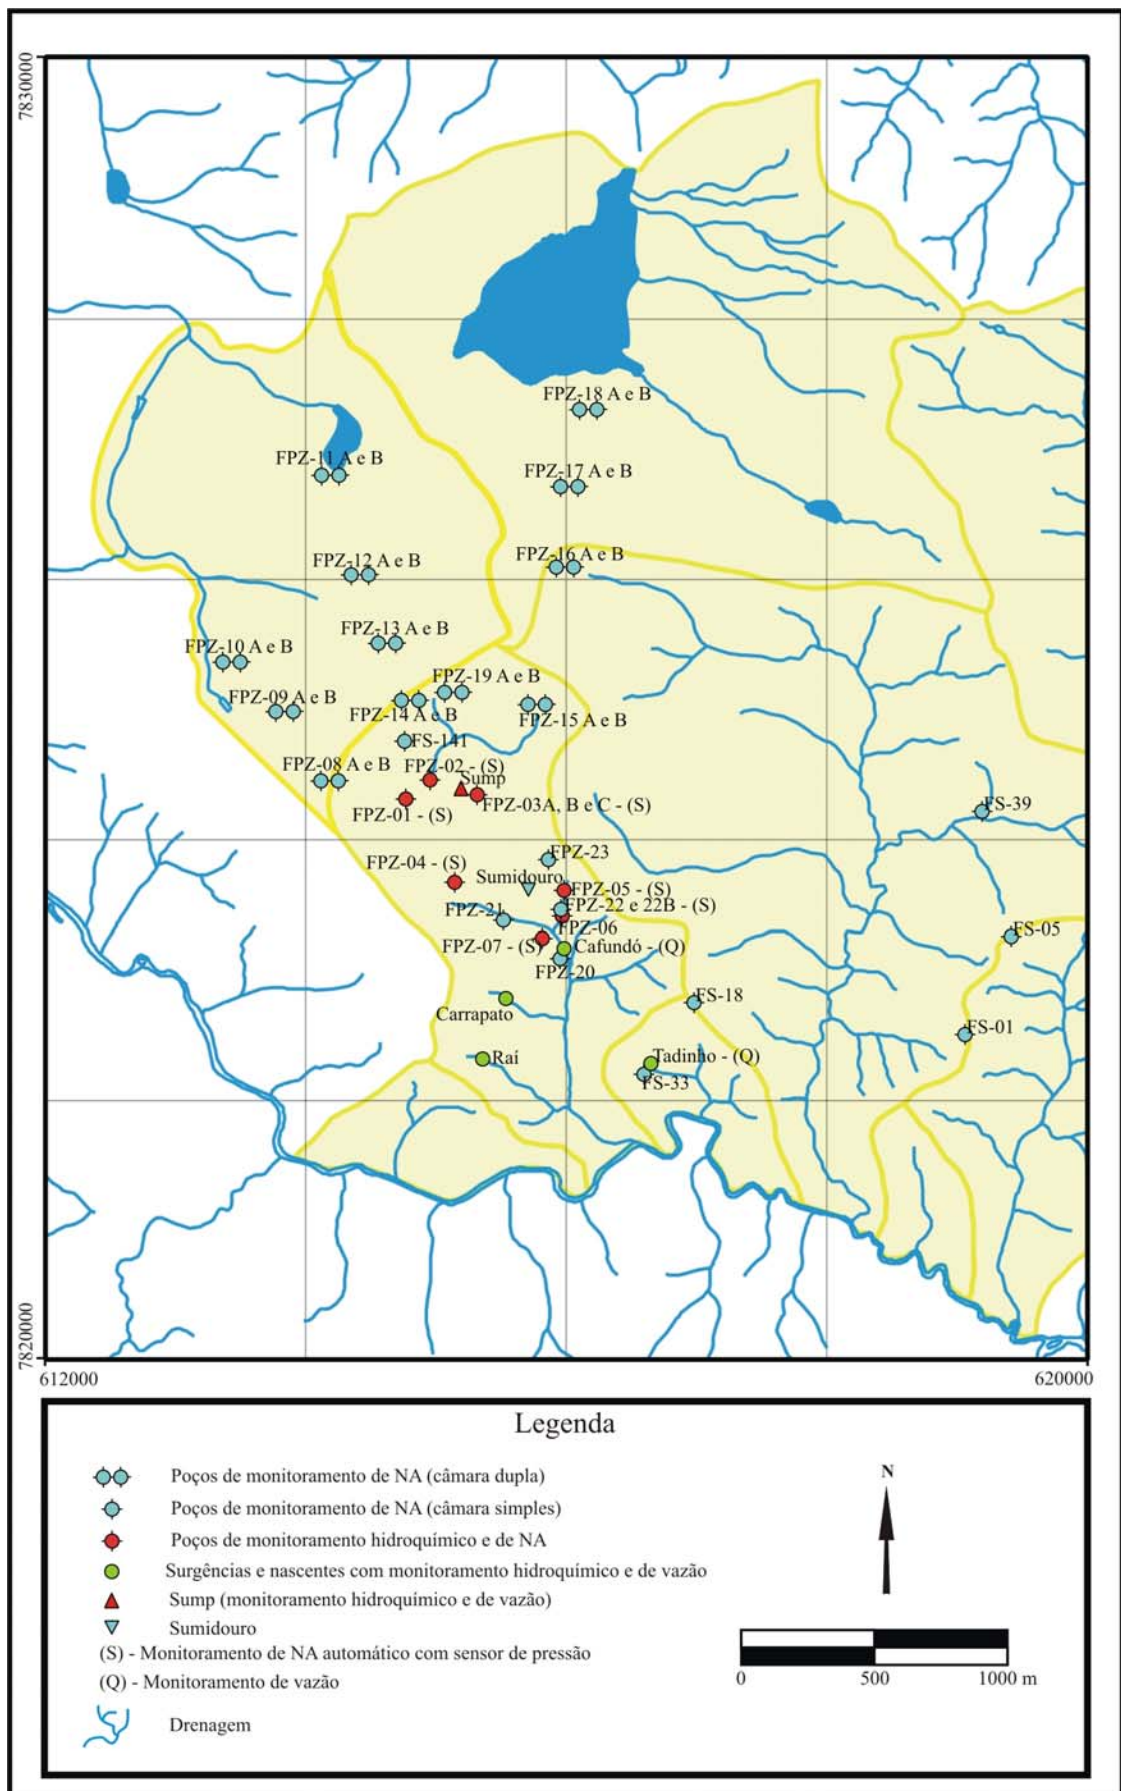 7830000
FPZ-18 A e B
FPZ-11 A e B
FPZ-17 A e B
FPZ-16 A e B
FPZ-12 A e B
FPZ-13 A e B
FPZ-10 A e B
FPZ-19 A e B
FPZ-09 A e B
FPZ-14 A e B
FPZ-15 A e B
FS-141
FPZ-08 A e B
FPZ-02 - (S)
Sump
FPZ-01 - (S)
FPZ-03A, B e C - (S)
FS-39
FPZ-23
FPZ-04 - (S)
Sumidouro
FPZ-05 - (S)
FPZ-22 e 22B - (S)
FPZ-21
FPZ-06
FS-05
FPZ-07 - (S)
Cafundó - (Q)
FPZ-20
FS-18
Carrapato
FS-01
Raí
Tadinho - (Q)
FS-33
7820000
612000
620000
Legenda
Poços de monitoramento de NA (câmara dupla)
Poços de monitoramento de NA (câmara simples)
Poços de monitoramento hidroquímico e de NA
Surgências e nascentes com monitoramento hidroquímico e de vazão
Sump (monitoramento hidroquímico e de vazão)
Sumidouro
(S) - Monitoramento de NA automático com sensor de pressão
(Q) - Monitoramento de vazão
Drenagem
N
0 500 1000 m